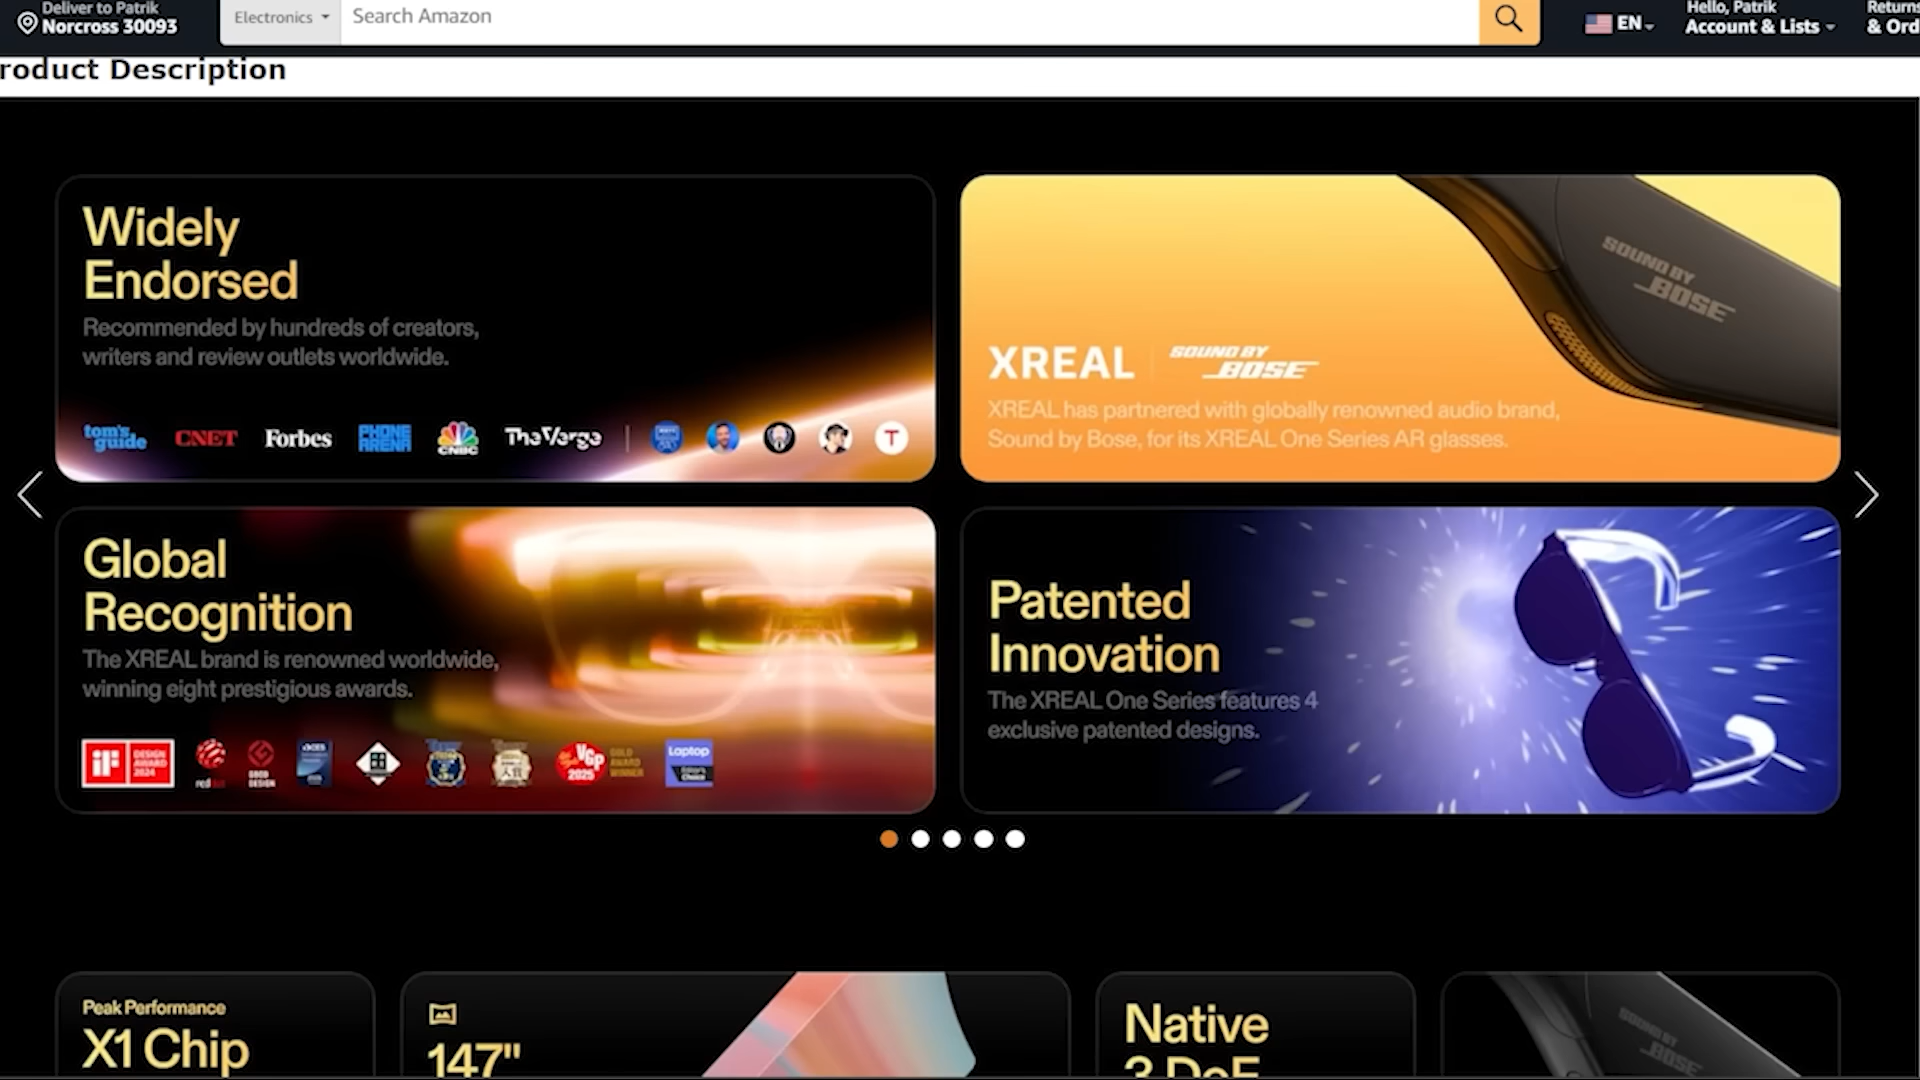 Deliver to Patrik
Norcross 30093
Electronics
Search Amazon
EN
Hello, Patrik
Account & Lists
Returns
& Ord
roduct Description
Widely
Endorsed
Recommended by hundreds of creators,
writers and review outlets worldwide.
tom's
guide
CNET
Forbes
PHONE
ARENA
CNBC
The Verge
T
SOUND BY
BOSE
XREAL
SOUND BY
BOSE
XREAL has partnered with globally renowned audio brand,
Sound by Bose, for its XREAL One Series AR glasses.
Global
Recognition
The XREAL brand is renowned worldwide,
winning eight prestigious awards.
iF
DESIGN
AWARD
2024
red
GOOD
DESIGN
CES
VGP
2025
GOLD
AWARD
WINNER
Laptop
Editor's
Choice
Patented
Innovation
The XREAL One Series features 4
exclusive patented designs.
Peak Performance
X1 Chip
147"
Native
3 DoF
SOUND BY
BOSE